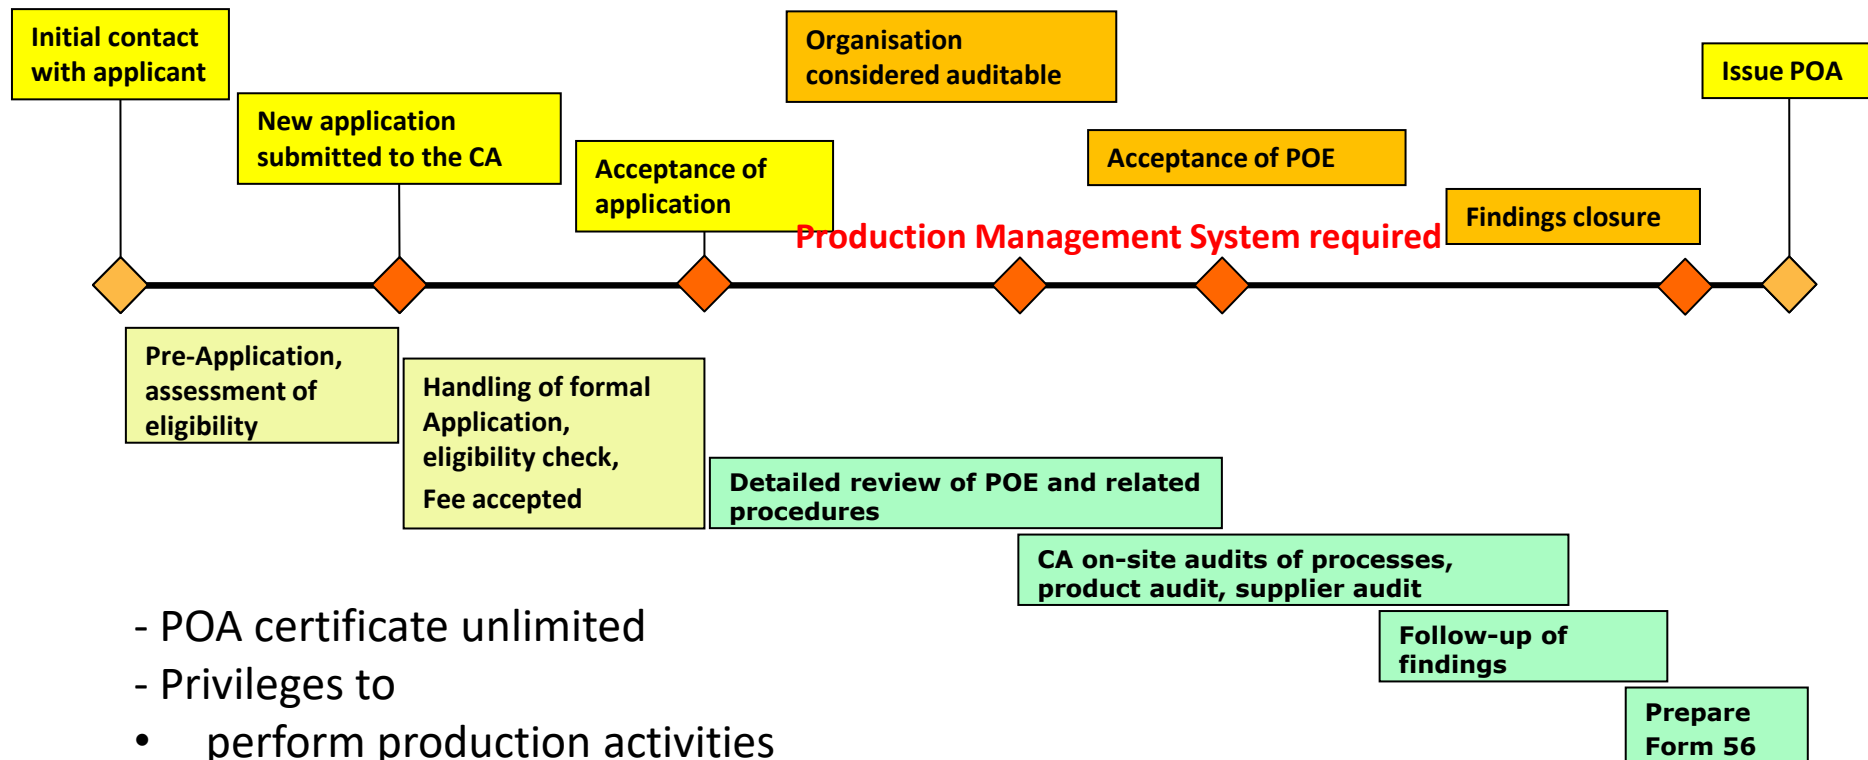 Initial contact
with applicant
New application
submitted to the CA
Acceptance of
application
Organisation
considered auditable
Acceptance of POE
Findings closure
Issue POA
Production Management System required
Pre-Application,
assessment of
eligibility
Handling of formal
Application,
eligibility check,
Fee accepted
Detailed review of POE and related
procedures
CA on-site audits of processes,
product audit, supplier audit
Follow-up of
findings
Prepare
Form 56
- POA certificate unlimited
- Privileges to
• perform production activities